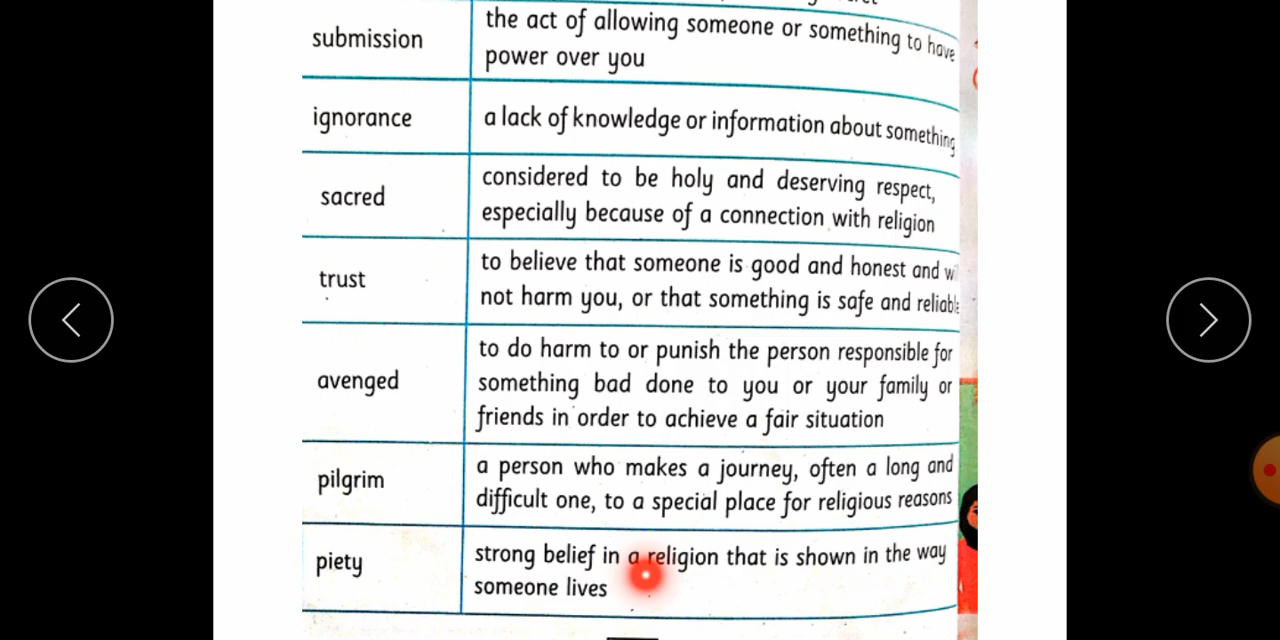 submission
the act of allowing someone or something to have
power over you
ignorance
a lack of knowledge or information about something
sacred
considered to be holy and deserving respect,
especially because of a connection with religion
trust
to believe that someone is good and honest and
not harm you, or that something is safe and reliable
avenged
to do harm to or punish the person responsible for
something bad done to you or your family or
friends in order to achieve a fair situation
pilgrim
a person who makes a journey, often a long and
difficult one, to a special place for religious reasons
piety
strong belief in a religion that is shown in the way
someone lives